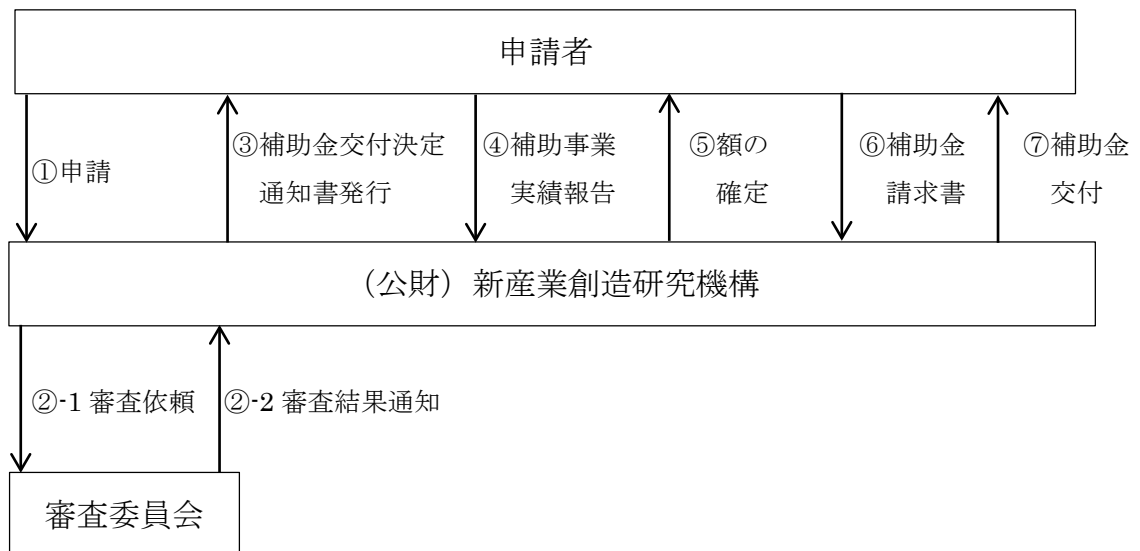 申請者
①申請
③補助金交付決定
通知書発行
④補助事業
実績報告
⑤額の
確定
⑥補助金
請求書
⑦補助金
交付
（公財）新産業創造研究機構
②-1 審査依頼
②-2 審査結果通知
審査委員会